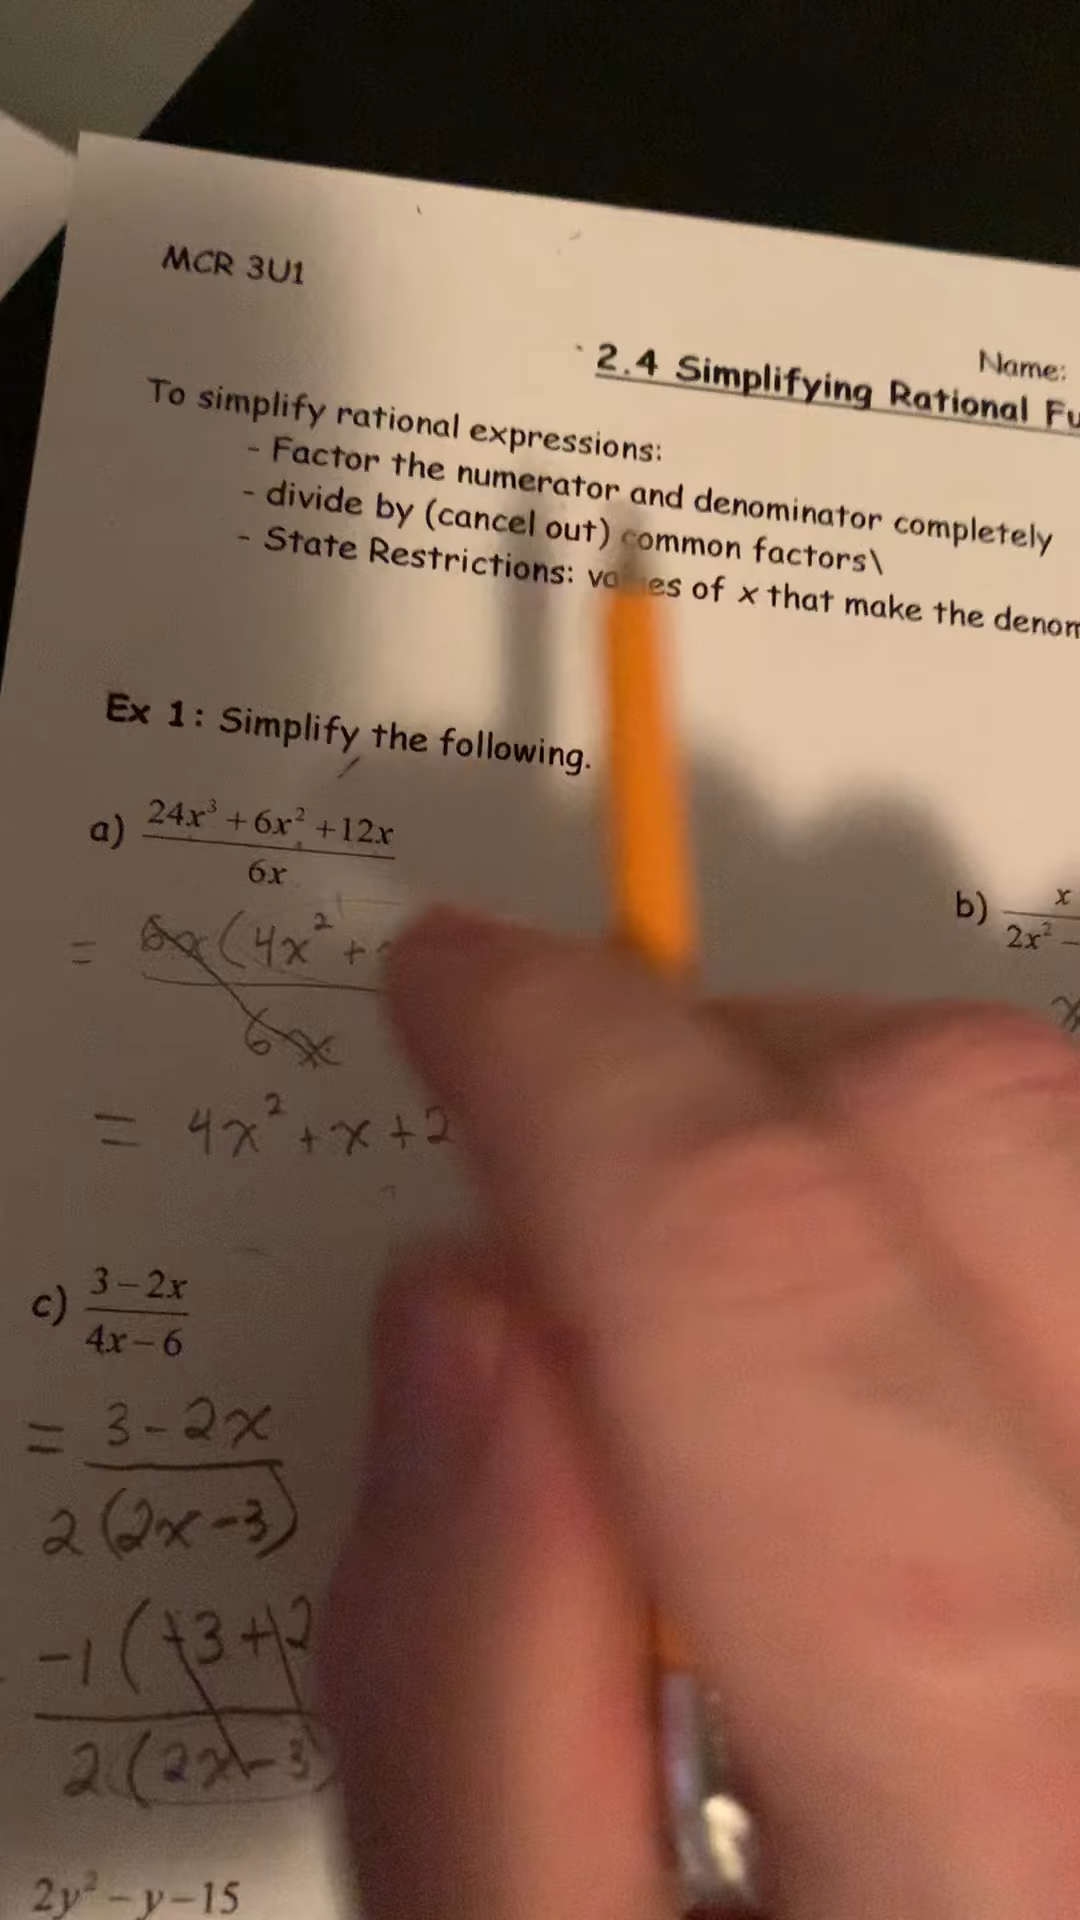 MCR 3U1
Name:
2.4 Simplifying Rational Fu
To simplify rational expressions:
- Factor the numerator and denominator completely
- divide by (cancel out) common factors\
- State Restrictions: of x that make the denom
Ex 1: Simplify the following.
a) 24x³ + 6x² + 12x
6x
= 6x (4x² +
6x
= 4x² + x + 2
b) x
2x² -
c) 3 - 2x
4x - 6
= 3 - 2x
2 (2x - 3)
-1 (-3 + 2
2 (2x - 3)
2y² - y - 15